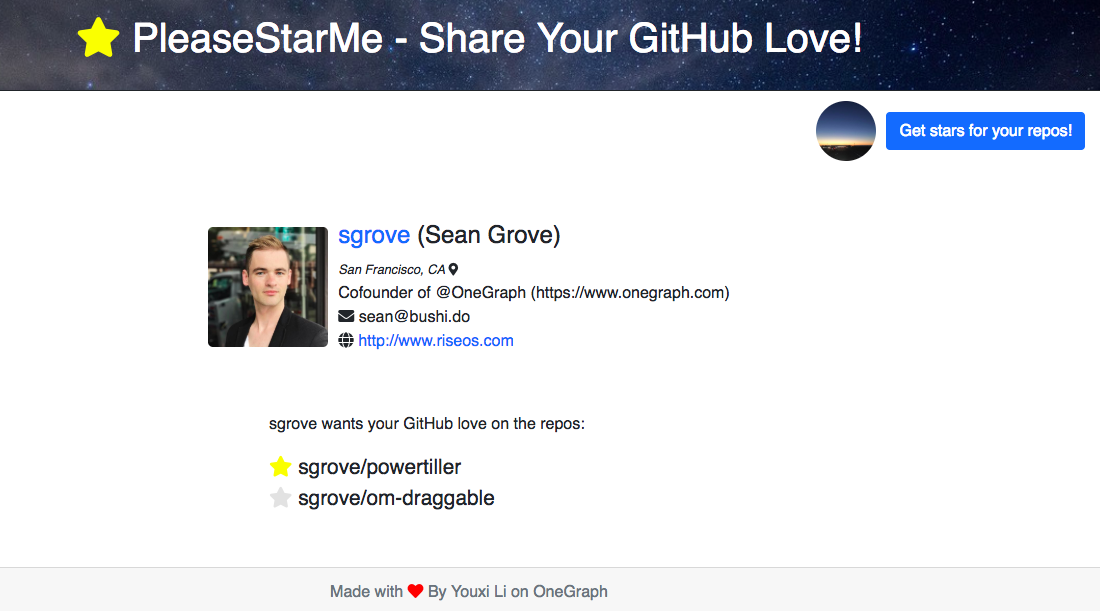 PleaseStarMe - Share Your GitHub Love!
Get stars for your repos!
sgrove (Sean Grove)
San Francisco, CA
Cofounder of @OneGraph (https://www.onegraph.com)
sean@bushi.do
http://www.riseos.com
sgrove wants your GitHub love on the repos:
sgrove/powertiller
sgrove/om-draggable
Made with ❤ By Youxi Li on OneGraph